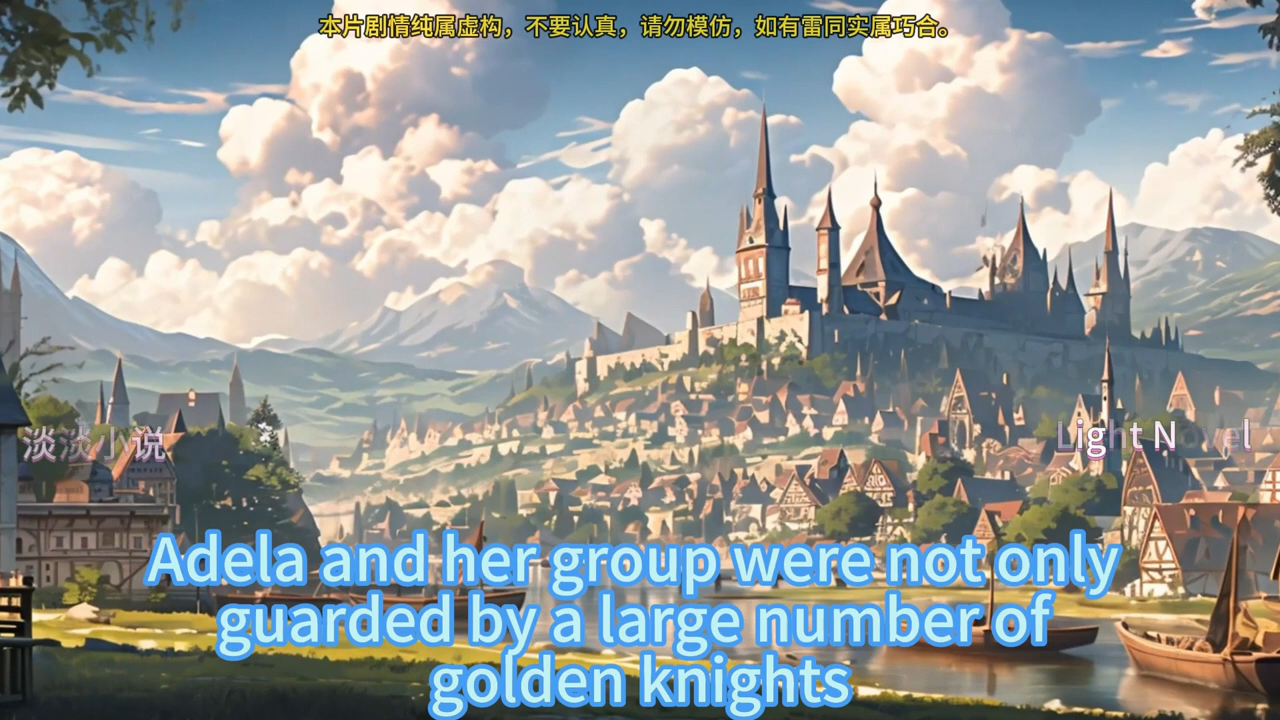 本片剧情纯属虚构，不要认真，请勿模仿，如有雷同实属巧合。
淡淡小说
Light Novel
Adela and her group were not only
guarded by a large number of
golden knights